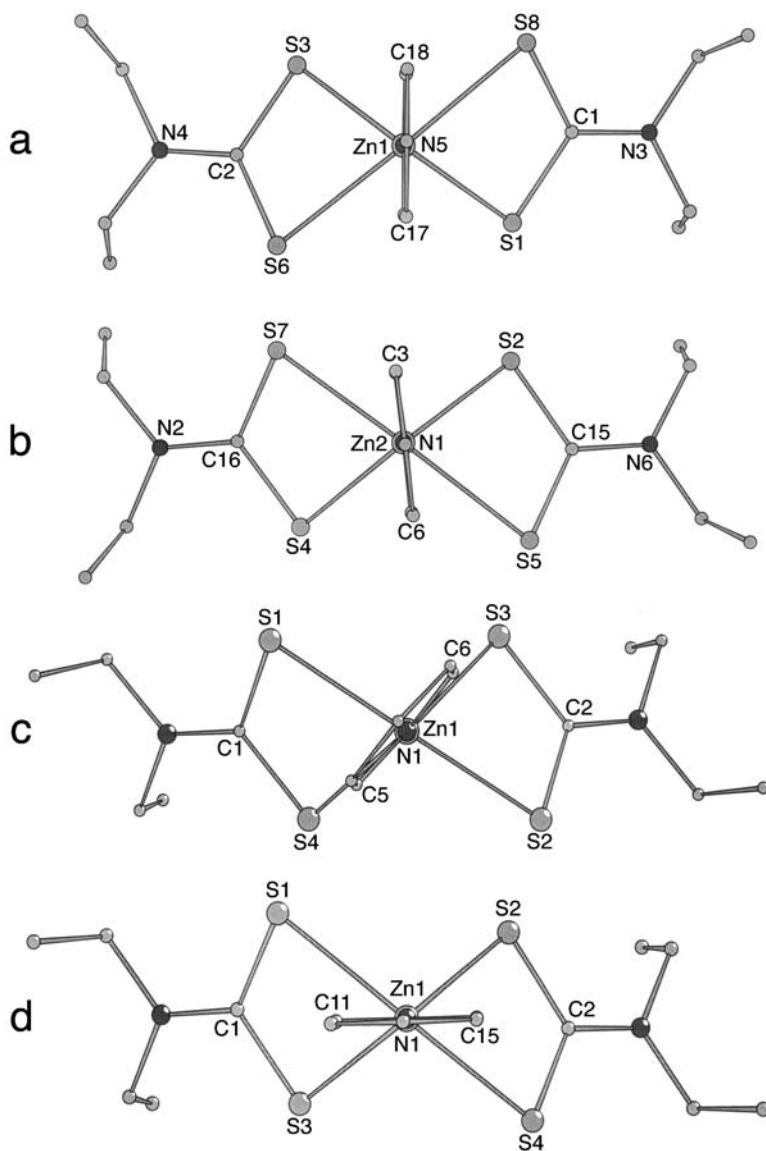 a
S3 C18 S8
N4 C2 Zn1 N5 C1 N3
S6 C17 S1
b
S7 C3 S2
N2 C16 Zn2 N1 C15 N6
S4 C6 S5
c
S1 C6 S3
C1 Zn1 N1 C2
S4 C5 S2
d
S1 Zn1 S2
C1 C11 N1 C15 C2
S3 S4